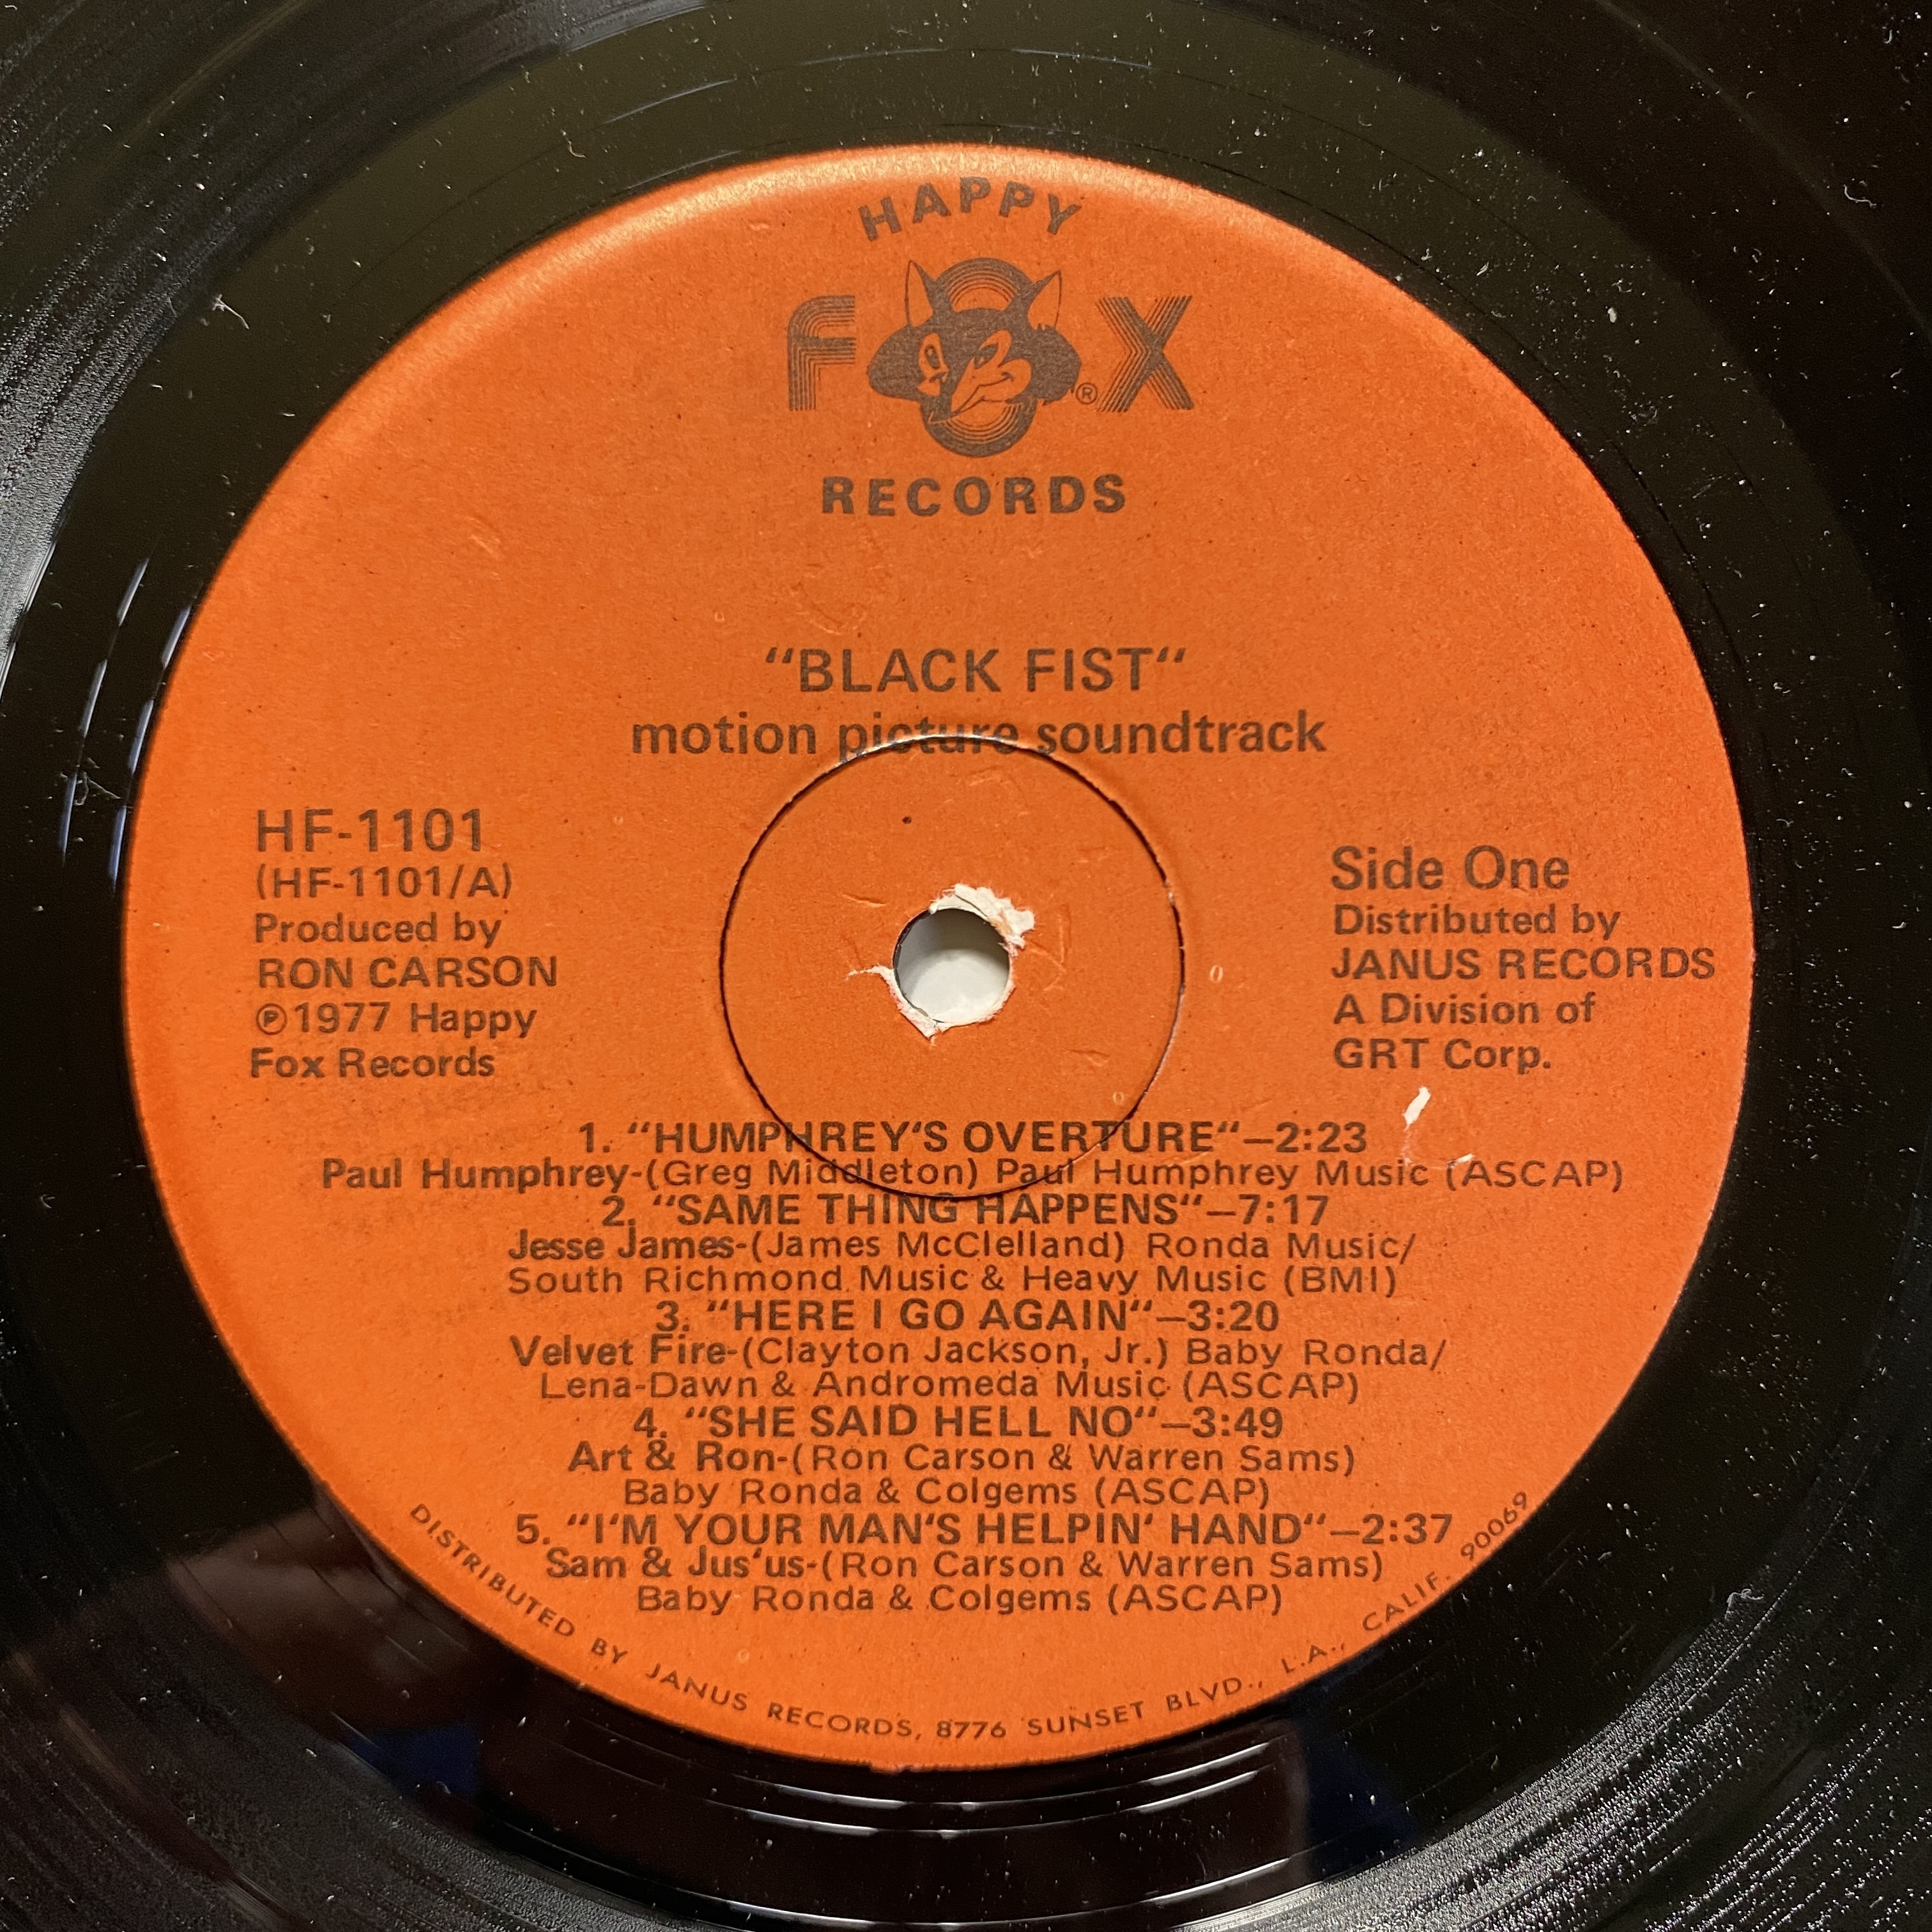 HAPPY
FOX®
RECORDS
“BLACK FIST“
motion picture soundtrack
HF-1101
(HF-1101/A)
Produced by
RON CARSON
℗1977 Happy
Fox Records
Side One
Distributed by
JANUS RECORDS
A Division of
GRT Corp.
1. “HUMPHREY‘S OVERTURE“—2:23
Paul Humphrey-(Greg Middleton) Paul Humphrey Music (ASCAP)
2. “SAME THING HAPPENS“—7:17
Jesse James-(James McClelland) Ronda Music/
South Richmond Music & Heavy Music (BMI)
3. “HERE I GO AGAIN“—3:20
Velvet Fire-(Clayton Jackson, Jr.) Baby Ronda/
Lena-Dawn & Andromeda Music (ASCAP)
4. “SHE SAID HELL NO“—3:49
Art & Ron-(Ron Carson & Warren Sams)
Baby Ronda & Colgems (ASCAP)
5. “I‘M YOUR MAN‘S HELPIN‘ HAND“—2:37
Sam & Jus‘us-(Ron Carson & Warren Sams)
Baby Ronda & Colgems (ASCAP)
DISTRIBUTED BY JANUS RECORDS, 8776 SUNSET BLVD., L.A., CALIF. 90069